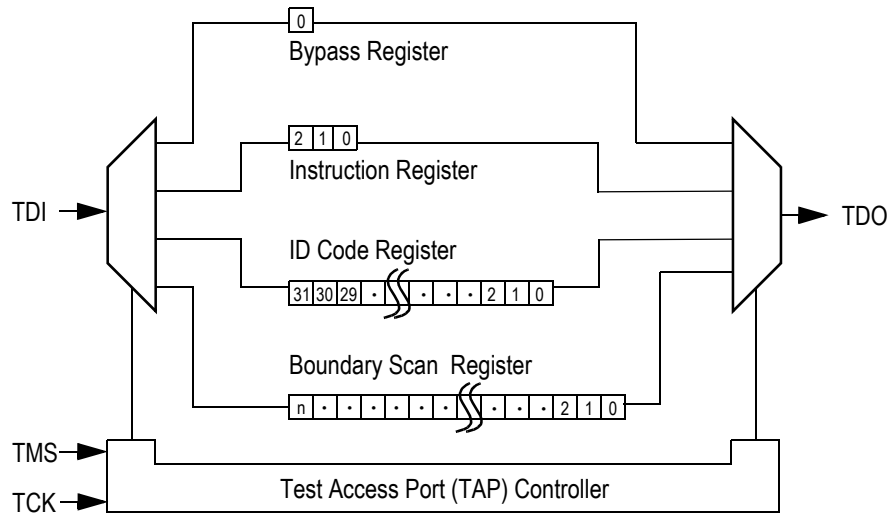 0
Bypass Register
2 1 0
Instruction Register
TDI
TDO
ID Code Register
31 30 29 · · · · 2 1 0
Boundary Scan Register
n · · · · · · · · · 2 1 0
TMS
Test Access Port (TAP) Controller
TCK